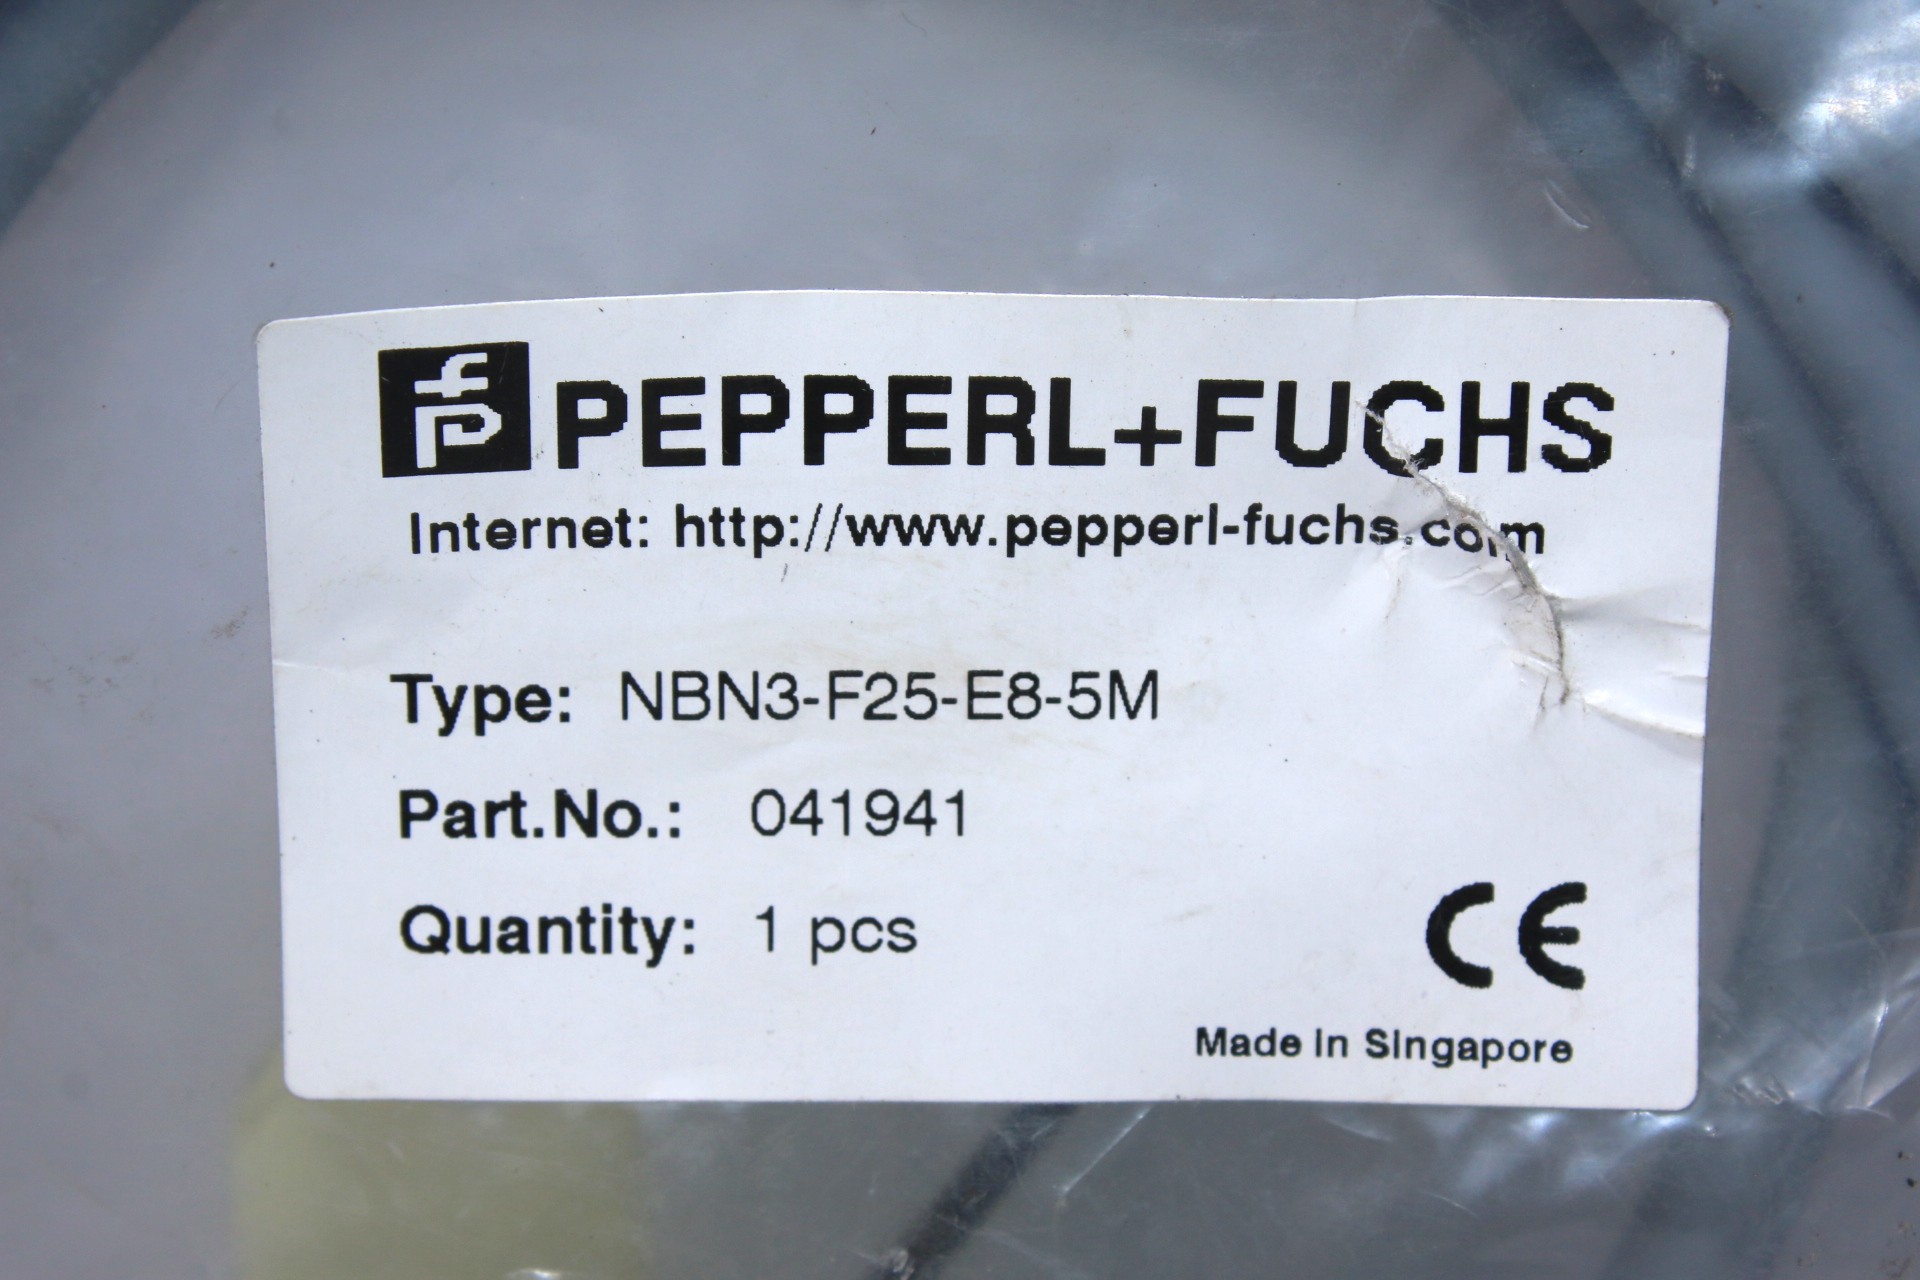 fp PEPPERL+FUCHS
Internet: http://www.pepperl-fuchs.com
Type: NBN3-F25-E8-5M
Part.No.: 041941
Quantity: 1 pcs
CE
Made In Singapore